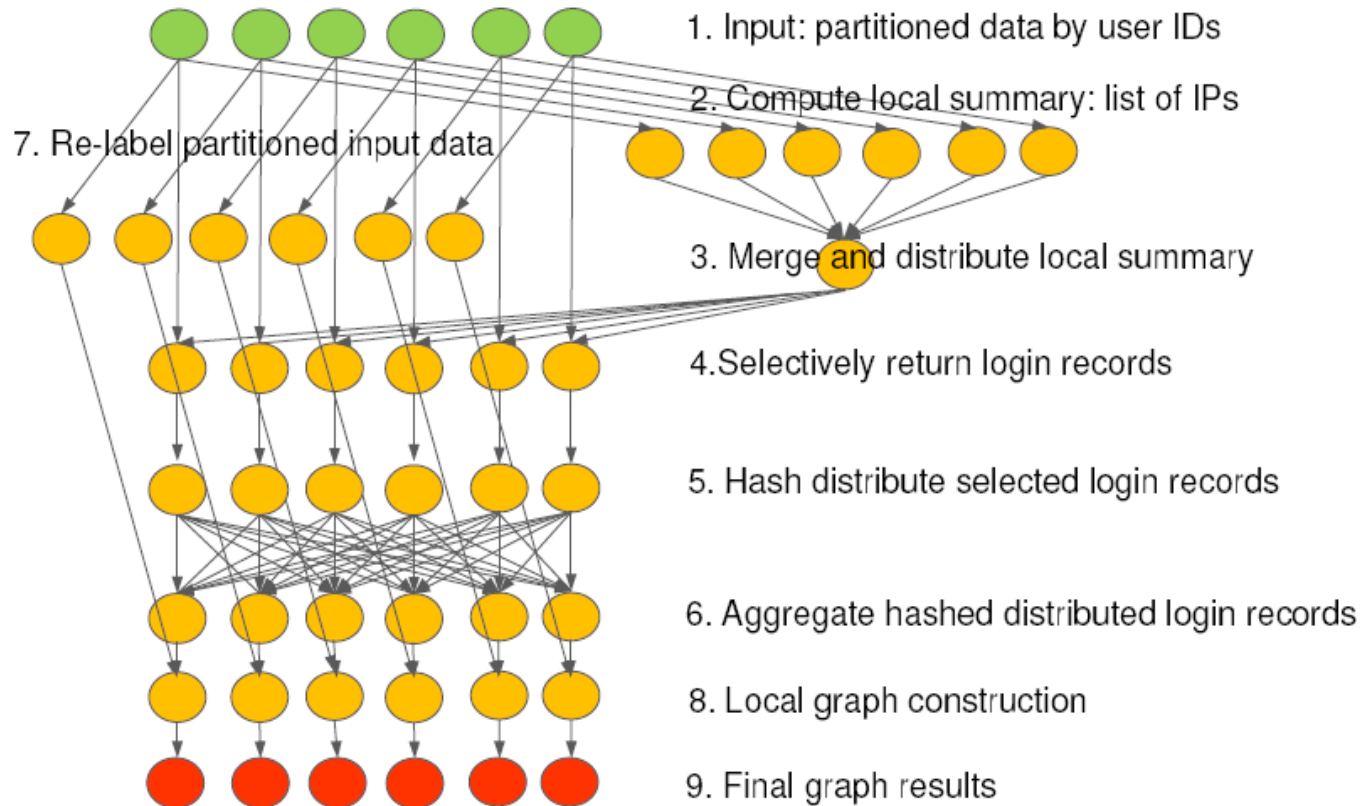 1. Input: partitioned data by user IDs
2. Compute local summary: list of IPs
7. Re-label partitioned input data
3. Merge and distribute local summary
4.Selectively return login records
5. Hash distribute selected login records
6. Aggregate hashed distributed login records
8. Local graph construction
9. Final graph results